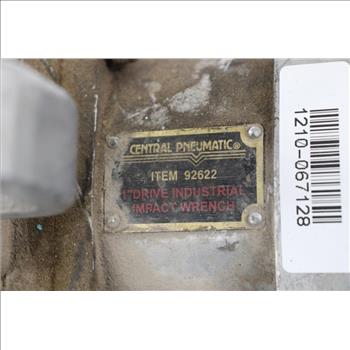 CENTRAL PNEUMATIC®
ITEM 92622
1" DRIVE INDUSTRIAL
IMPACT WRENCH
1210-067128